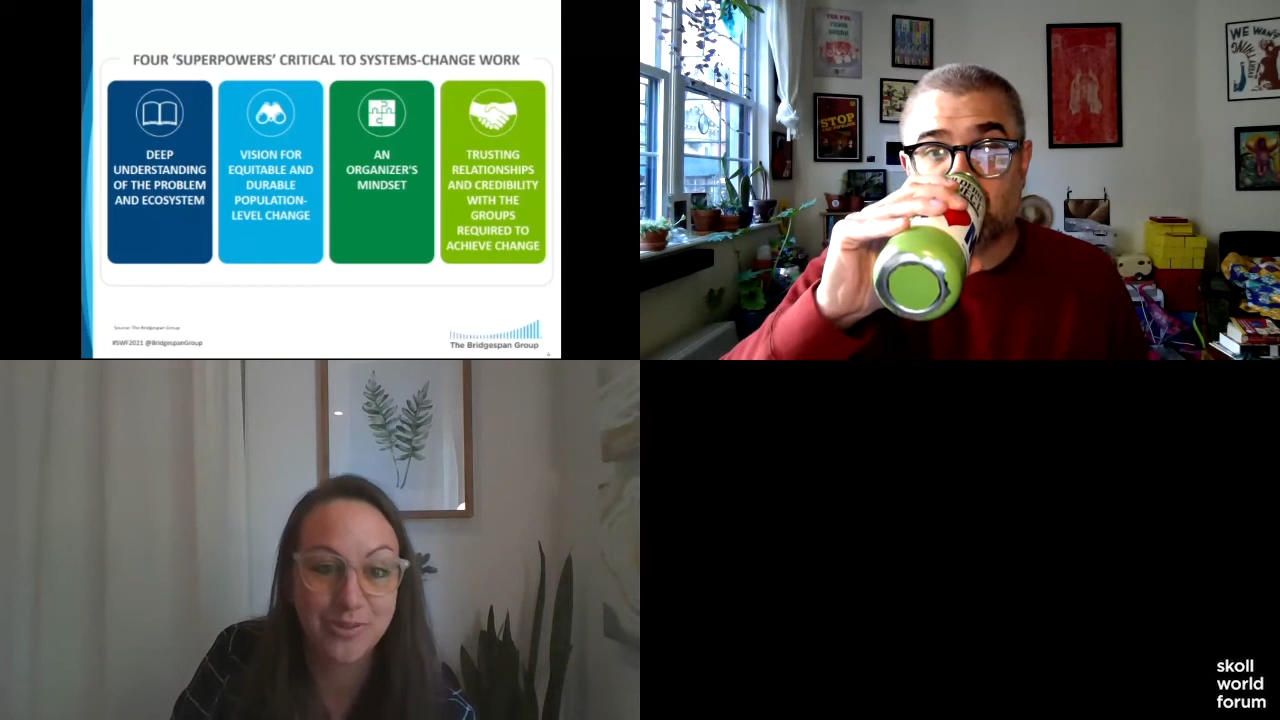 FOUR 'SUPERPOWERS' CRITICAL TO SYSTEMS-CHANGE WORK
DEEP
UNDERSTANDING
OF THE PROBLEM
AND ECOSYSTEM
VISION FOR
EQUITABLE AND
DURABLE
POPULATION-
LEVEL CHANGE
AN
ORGANIZER'S
MINDSET
TRUSTING
RELATIONSHIPS
AND CREDIBILITY
WITH THE
GROUPS
REQUIRED TO
ACHIEVE CHANGE
Source: The Bridgespan Group
#SWF2021 @BridgespanGroup
The Bridgespan Group
STOP
WE WANT
skoll
world
forum